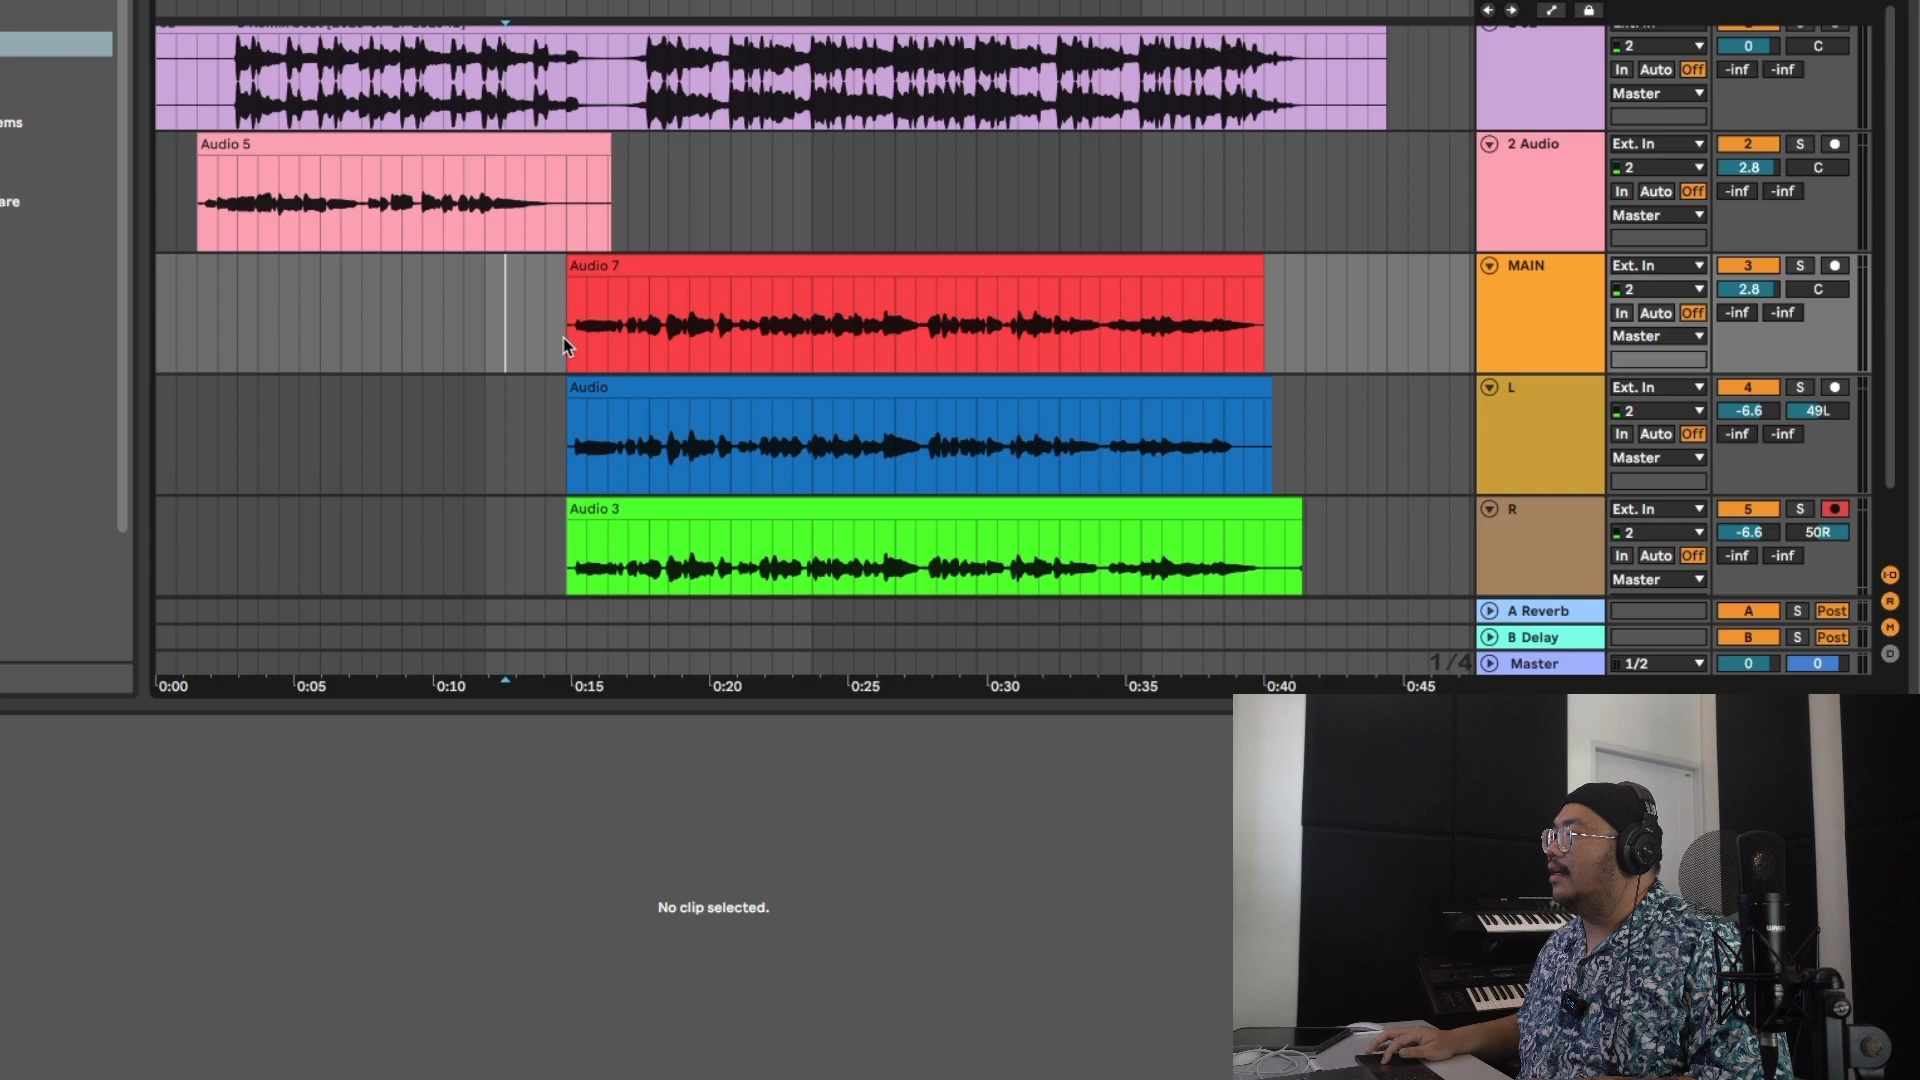 2
0
C
In Auto Off
-inf
-inf
Master
Audio 5
2 Audio
Ext. In
2
S
2
2.8
C
In Auto Off
-inf
-inf
Master
Audio 7
MAIN
Ext. In
3
S
2
2.8
C
In Auto Off
-inf
-inf
Master
Audio
L
Ext. In
4
S
2
-6.6
49L
In Auto Off
-inf
-inf
Master
Audio 3
R
Ext. In
5
S
2
-6.6
50R
In Auto Off
-inf
-inf
Master
A Reverb
A
S
Post
B Delay
B
S
Post
1/4
Master
1/2
0
0
0:00
0:05
0:10
0:15
0:20
0:25
0:30
0:35
0:40
0:45
ems
are
I-O
R
M
D
No clip selected.